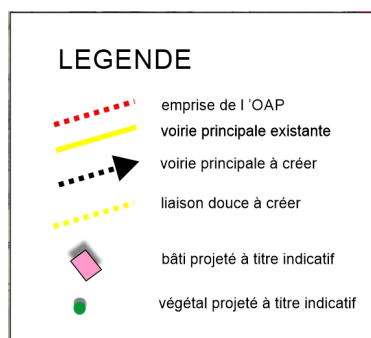 LEGENDE
emprise de l 'OAP
voirie principale existante
voirie principale à créer
liaison douce à créer
bâti projeté à titre indicatif
végétal projeté à titre indicatif